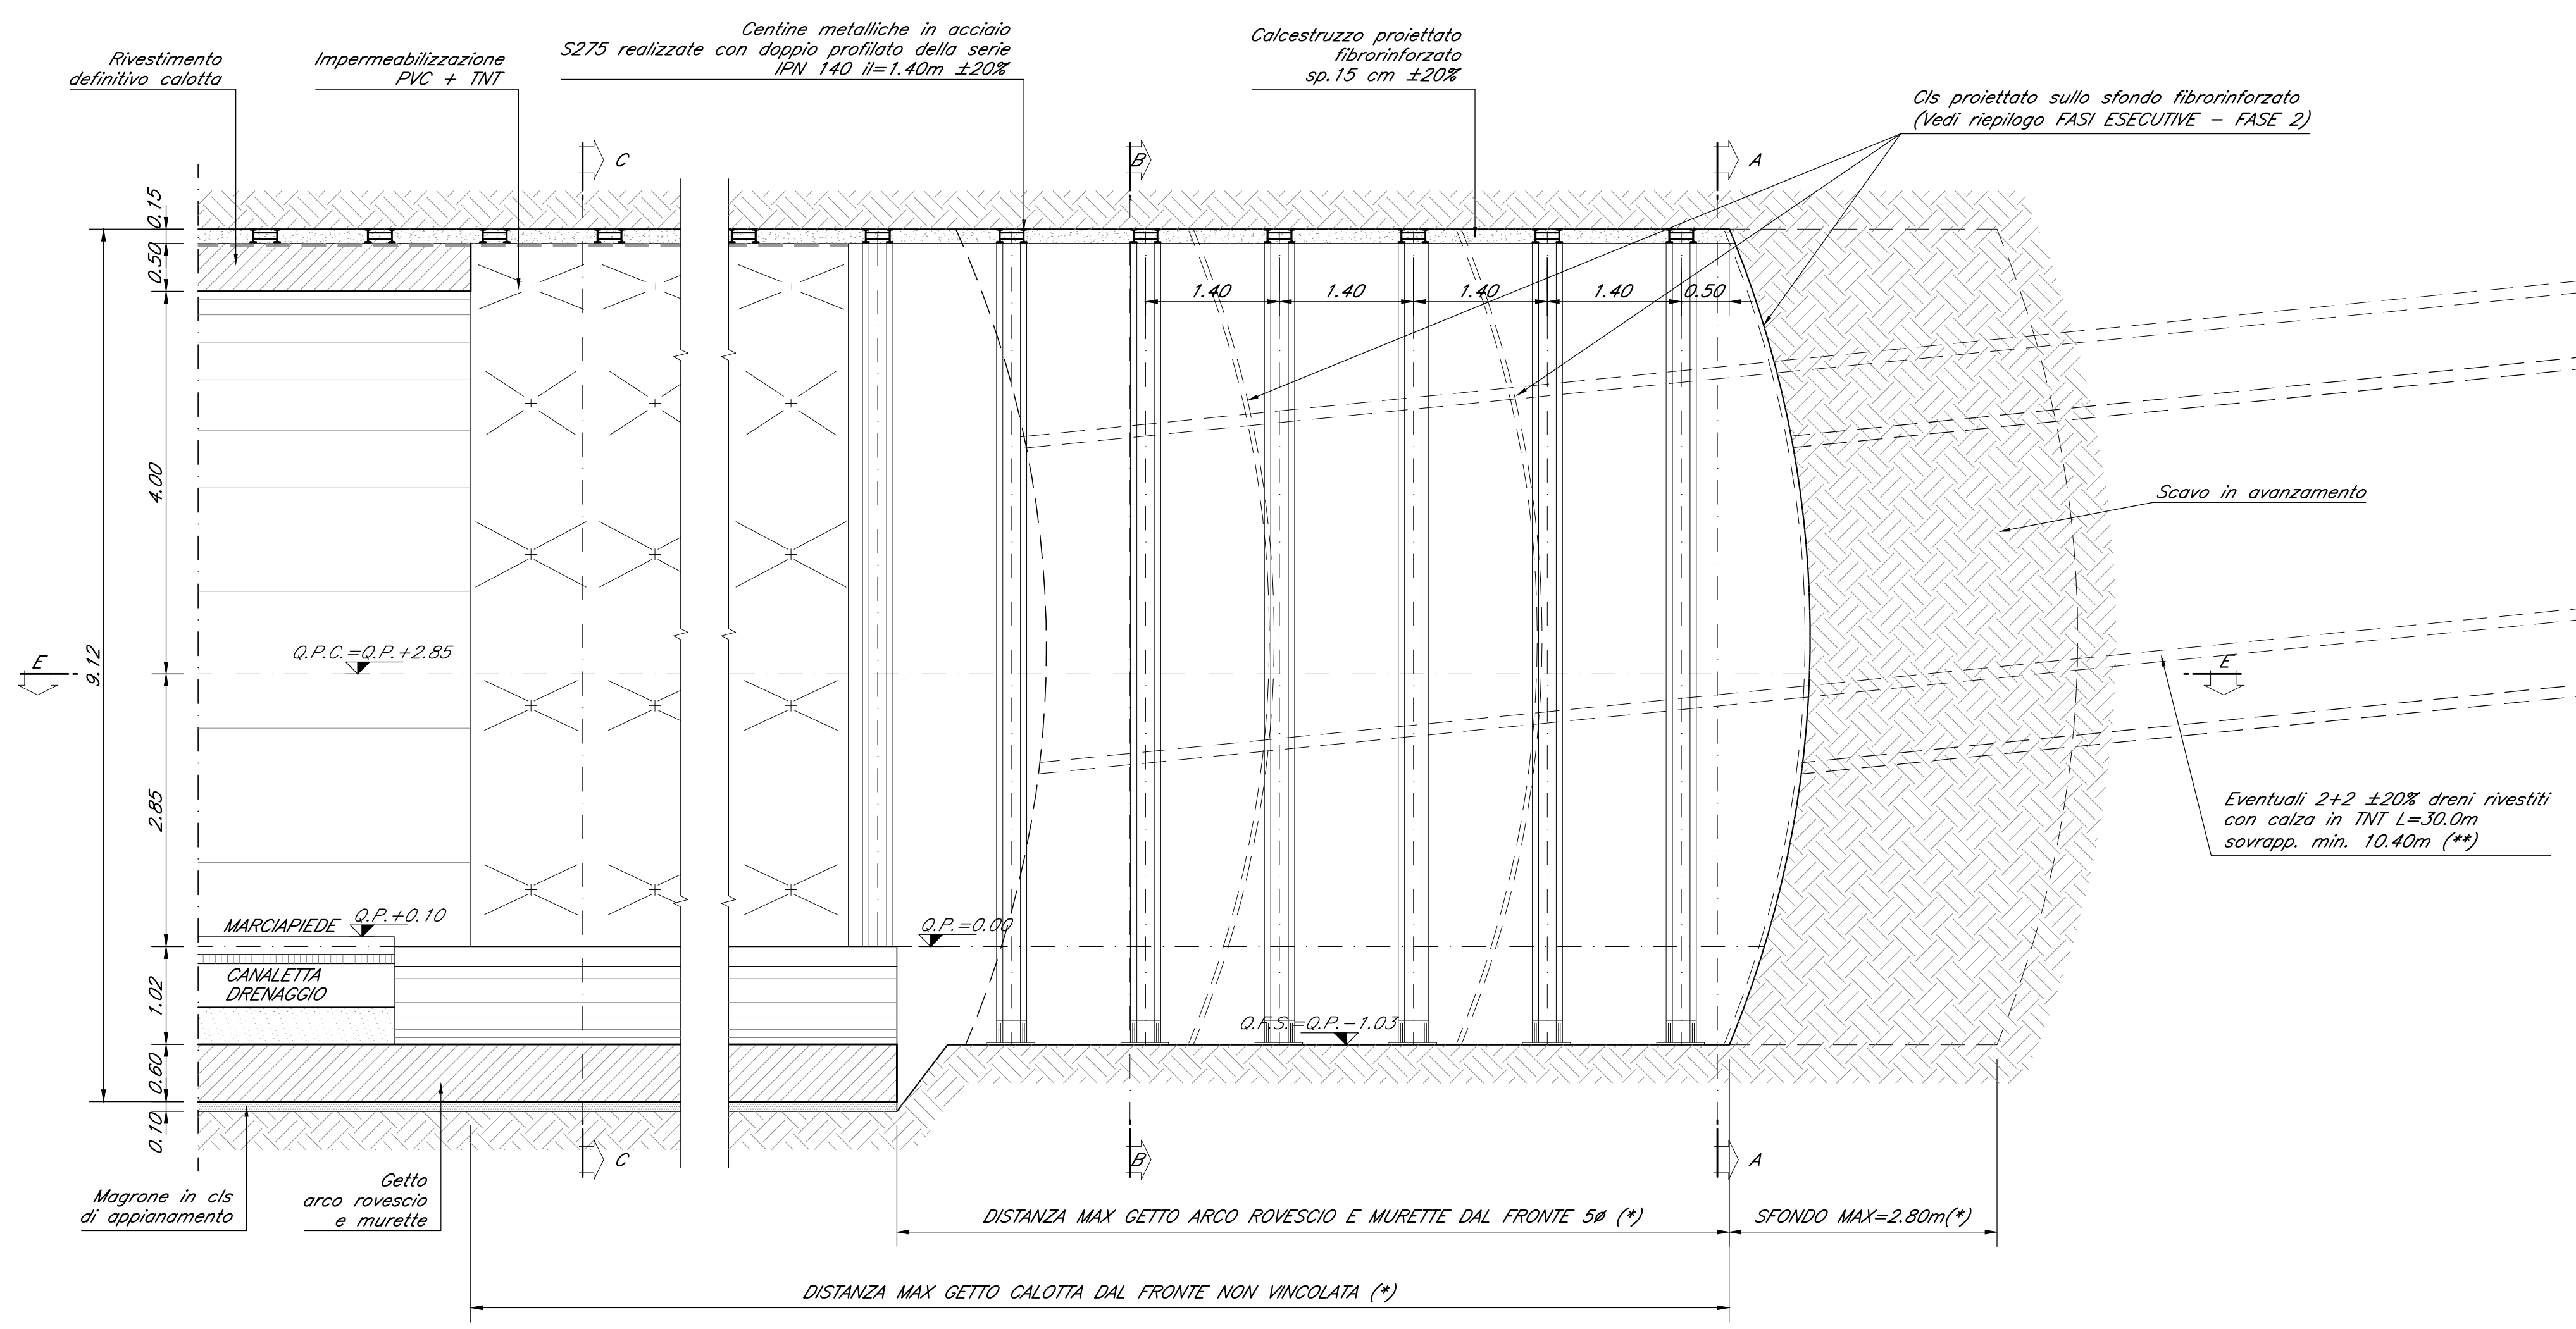 Rivestimento
definitivo calotta
Impermeabilizzazione
PVC + TNT
Centine metalliche in acciaio
S275 realizzate con doppio profilato della serie
IPN 140 il=1.40m ±20%
Calcestruzzo proiettato
fibrorinforzato
sp.15 cm ±20%
Cls proiettato sullo sfondo fibrorinforzato
(Vedi riepilogo FASI ESECUTIVE – FASE 2)
C
B
A
0.15
0.50
4.00
9.12
2.85
1.02
0.60
0.10
1.40
1.40
1.40
1.40
0.50
Scavo in avanzamento
E
Q.P.C.=Q.P.+2.85
E
Eventuali 2+2 ±20% dreni rivestiti
con calza in TNT L=30.0m
sovrapp. min. 10.40m (**)
MARCIAPIEDE
Q.P.+0.10
Q.P.=0.00
CANALETTA
DRENAGGIO
Q.F.S.=Q.P.–1.03
C
B
A
Magrone in cls
di appianamento
Getto
arco rovescio
e murette
DISTANZA MAX GETTO ARCO ROVESCIO E MURETTE DAL FRONTE 5ø (*)
SFONDO MAX=2.80m(*)
DISTANZA MAX GETTO CALOTTA DAL FRONTE NON VINCOLATA (*)